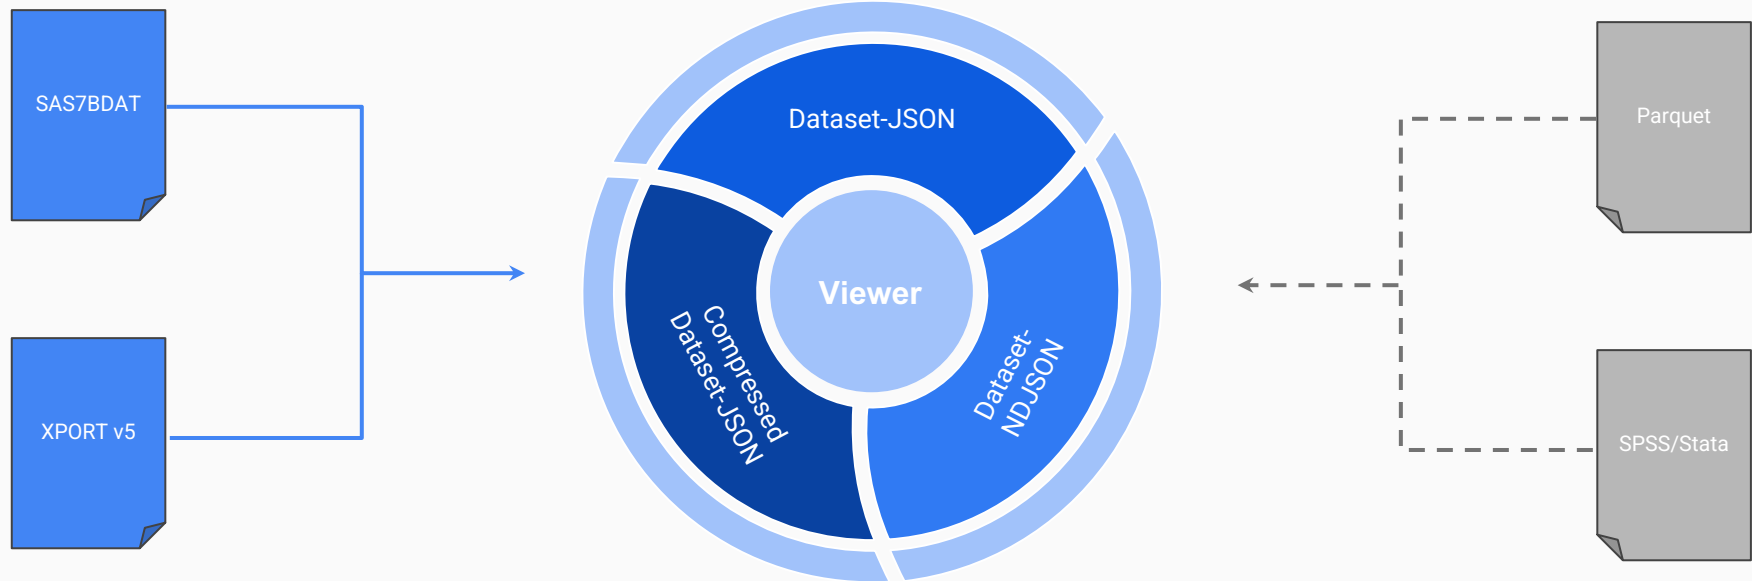 SAS7BDAT
XPORT v5
Dataset-JSON
Viewer
Compressed
Dataset-JSON
Dataset-
NDJSON
Parquet
SPSS/Stata